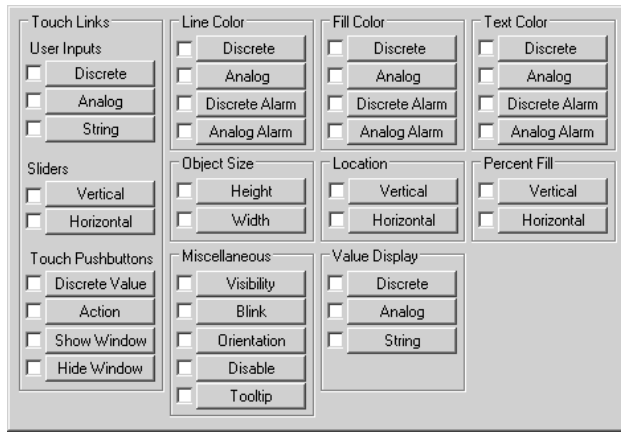 Touch Links
User Inputs
Discrete
Analog
String
Sliders
Vertical
Horizontal
Touch Pushbuttons
Discrete Value
Action
Show Window
Hide Window
Line Color
Discrete
Analog
Discrete Alarm
Analog Alarm
Fill Color
Discrete
Analog
Discrete Alarm
Analog Alarm
Text Color
Discrete
Analog
Discrete Alarm
Analog Alarm
Object Size
Height
Width
Location
Vertical
Horizontal
Percent Fill
Vertical
Horizontal
Miscellaneous
Visibility
Blink
Orientation
Disable
Tooltip
Value Display
Discrete
Analog
String